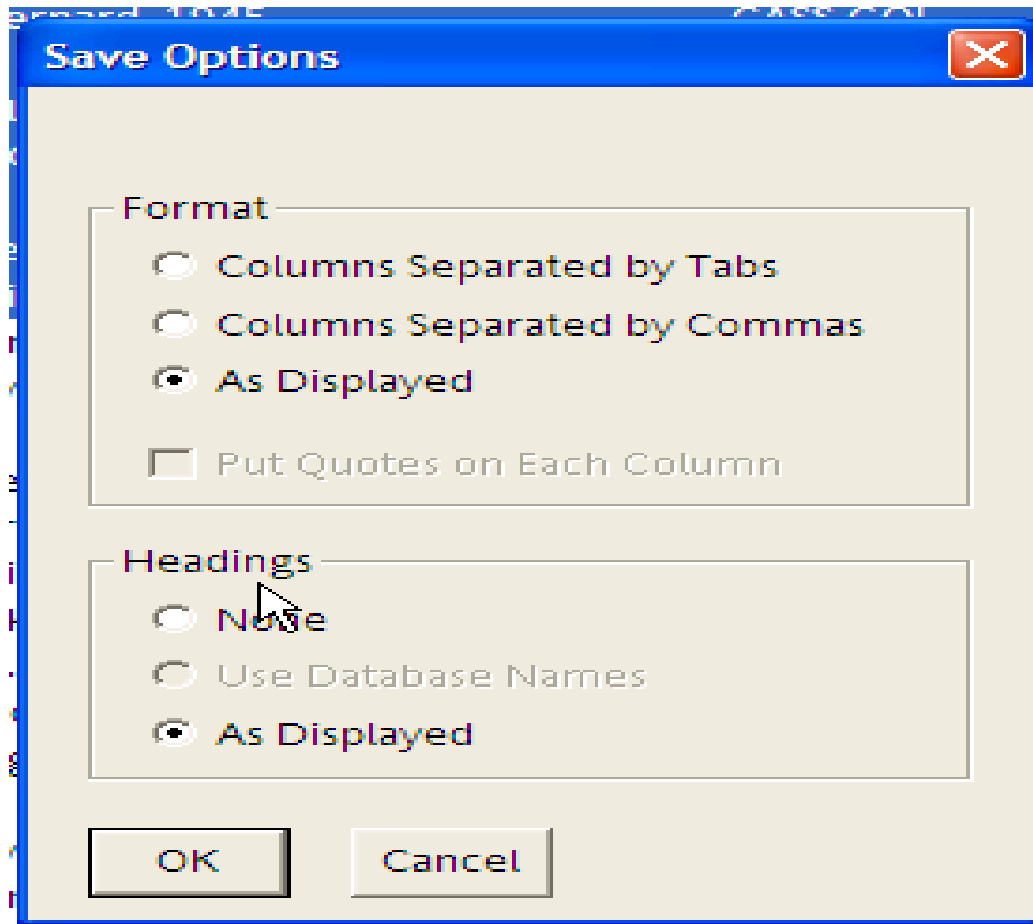 Save Options
Format
Columns Separated by Tabs
Columns Separated by Commas
As Displayed
Put Quotes on Each Column
Headings
None
Use Database Names
As Displayed
OK Cancel